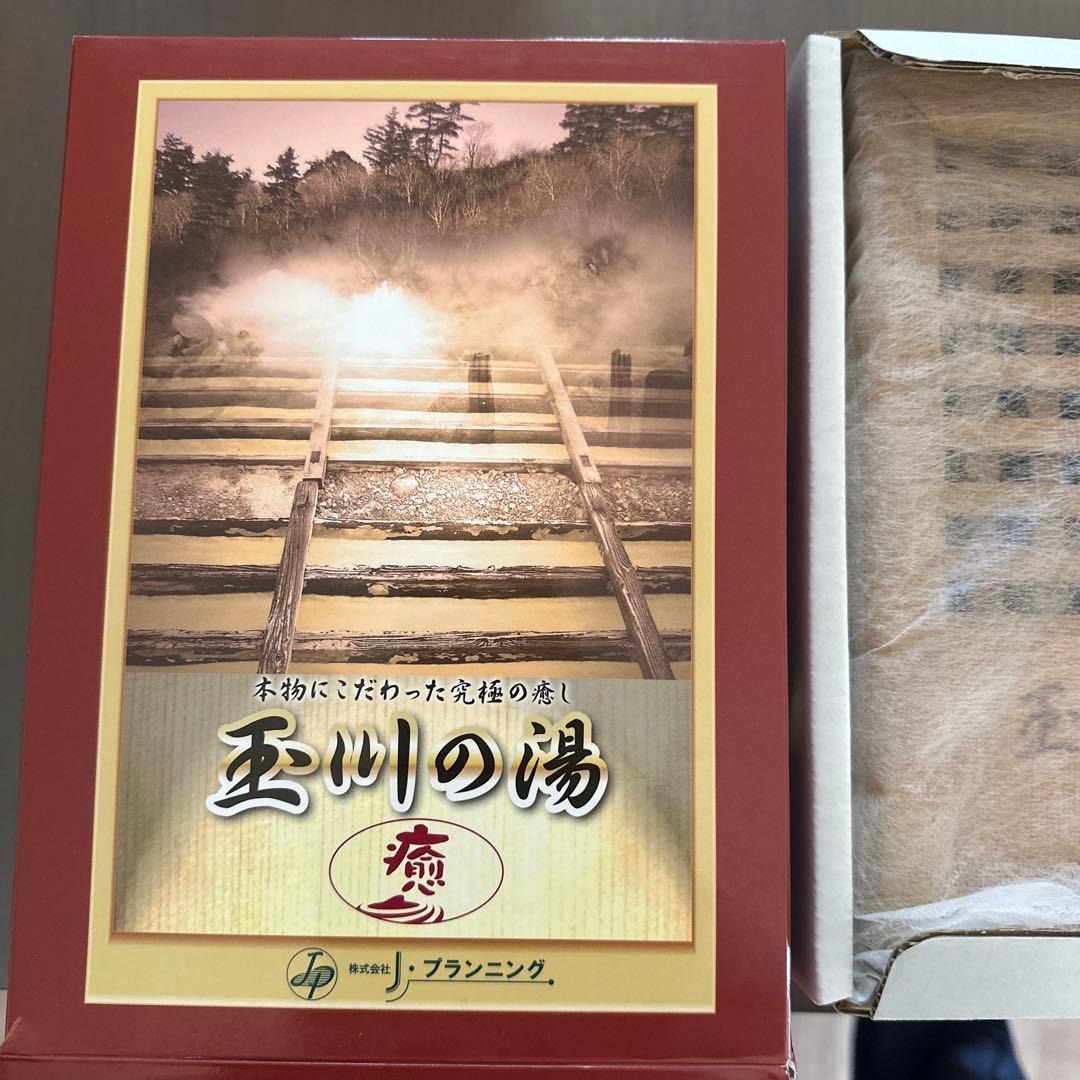 本物にこだわった究極の癒し
玉川の湯
癒
JP 株式会社 J・プランニング